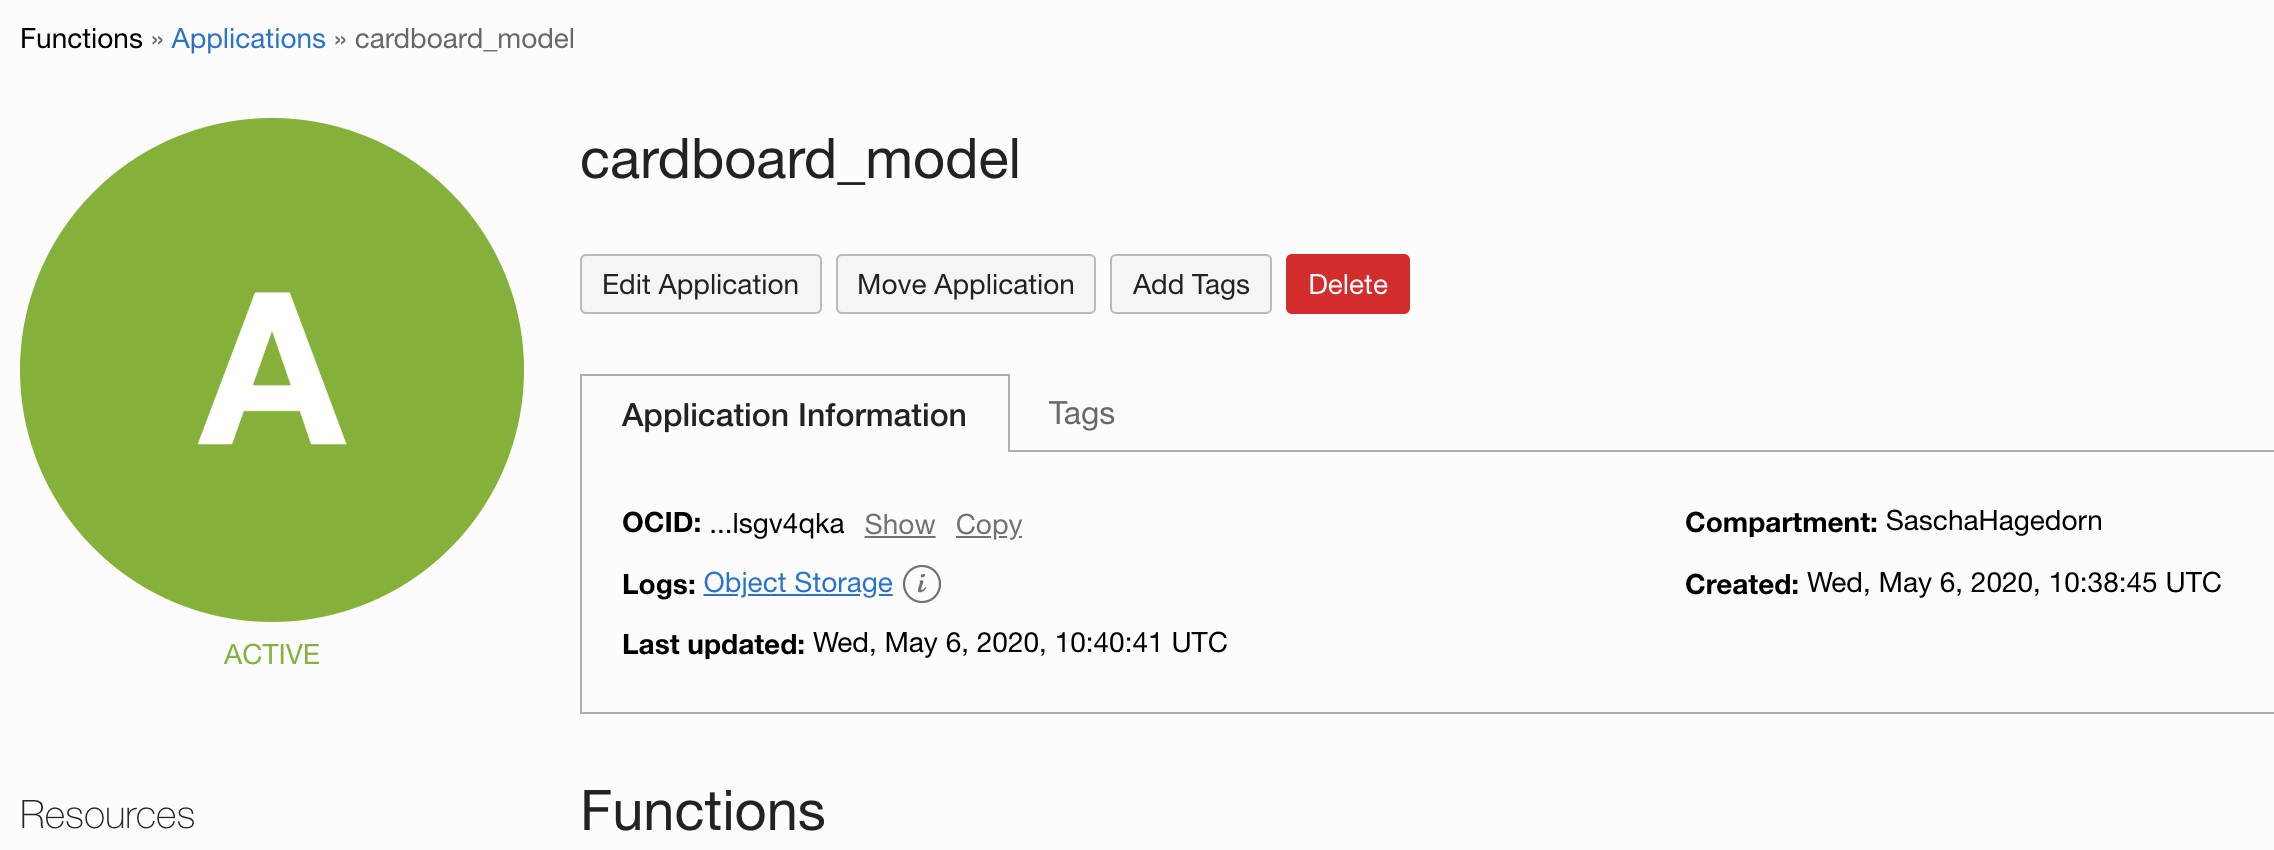 Functions » Applications » cardboard_model
A
ACTIVE
cardboard_model
Edit Application Move Application Add Tags Delete
Application Information Tags
OCID: ...lsgv4qka Show Copy
Compartment: SaschaHagedorn
Logs: Object Storage i
Created: Wed, May 6, 2020, 10:38:45 UTC
Last updated: Wed, May 6, 2020, 10:40:41 UTC
Resources
Functions